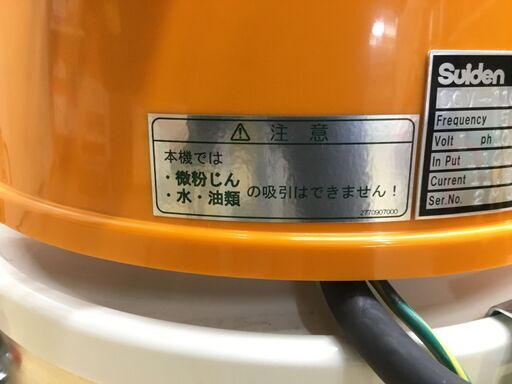 ⚠ 注意
本機では
・微粉じん
・水・油類 の吸引はできません!
2770907000
Suiden
Frequency
Volt ph
In Put
Current
Ser.No.